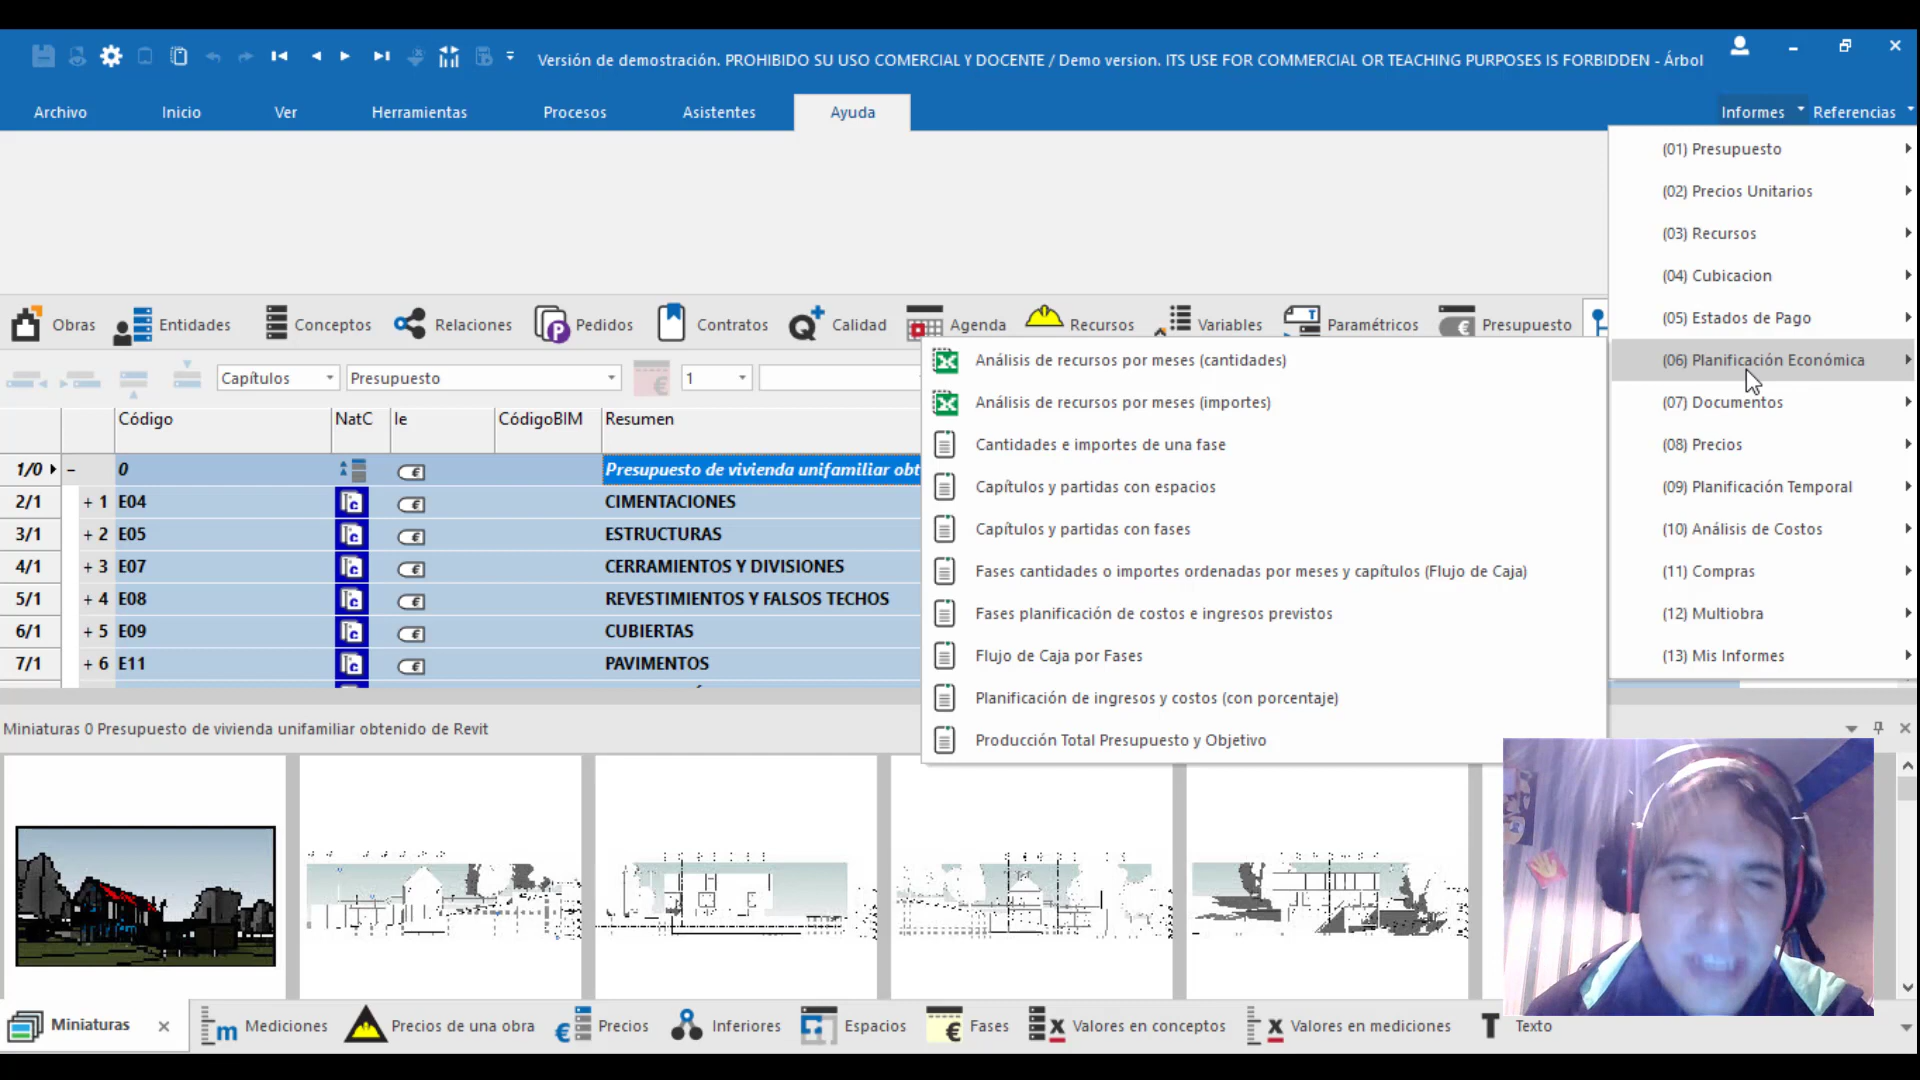 Versión de demostración. PROHIBIDO SU USO COMERCIAL Y DOCENTE / Demo version. ITS USE FOR COMMERCIAL OR TEACHING PURPOSES IS FORBIDDEN - Árbol
Archivo Inicio Ver Herramientas Procesos Asistentes Ayuda Informes Referencias
(01) Presupuesto
(02) Precios Unitarios
(03) Recursos
(04) Cubicacion
(05) Estados de Pago
(06) Planificación Económica
(07) Documentos
(08) Precios
(09) Planificación Temporal
(10) Análisis de Costos
(11) Compras
(12) Multiobra
(13) Mis Informes
Obras Entidades Conceptos Relaciones Pedidos Contratos Calidad Agenda Recursos Variables Paramétricos Presupuesto
Capítulos Presupuesto 1
Análisis de recursos por meses (cantidades)
Análisis de recursos por meses (importes)
Cantidades e importes de una fase
Capítulos y partidas con espacios
Capítulos y partidas con fases
Fases cantidades o importes ordenadas por meses y capítulos (Flujo de Caja)
Fases planificación de costos e ingresos previstos
Flujo de Caja por Fases
Planificación de ingresos y costos (con porcentaje)
Producción Total Presupuesto y Objetivo
Código NatC Ie CódigoBIM Resumen
1/0 - 0 Presupuesto de vivienda unifamiliar obt
2/1 + 1 E04 CIMENTACIONES
3/1 + 2 E05 ESTRUCTURAS
4/1 + 3 E07 CERRAMIENTOS Y DIVISIONES
5/1 + 4 E08 REVESTIMIENTOS Y FALSOS TECHOS
6/1 + 5 E09 CUBIERTAS
7/1 + 6 E11 PAVIMENTOS
Miniaturas 0 Presupuesto de vivienda unifamiliar obtenido de Revit
Miniaturas Mediciones Precios de una obra Precios Inferiores Espacios Fases Valores en conceptos Valores en mediciones Texto